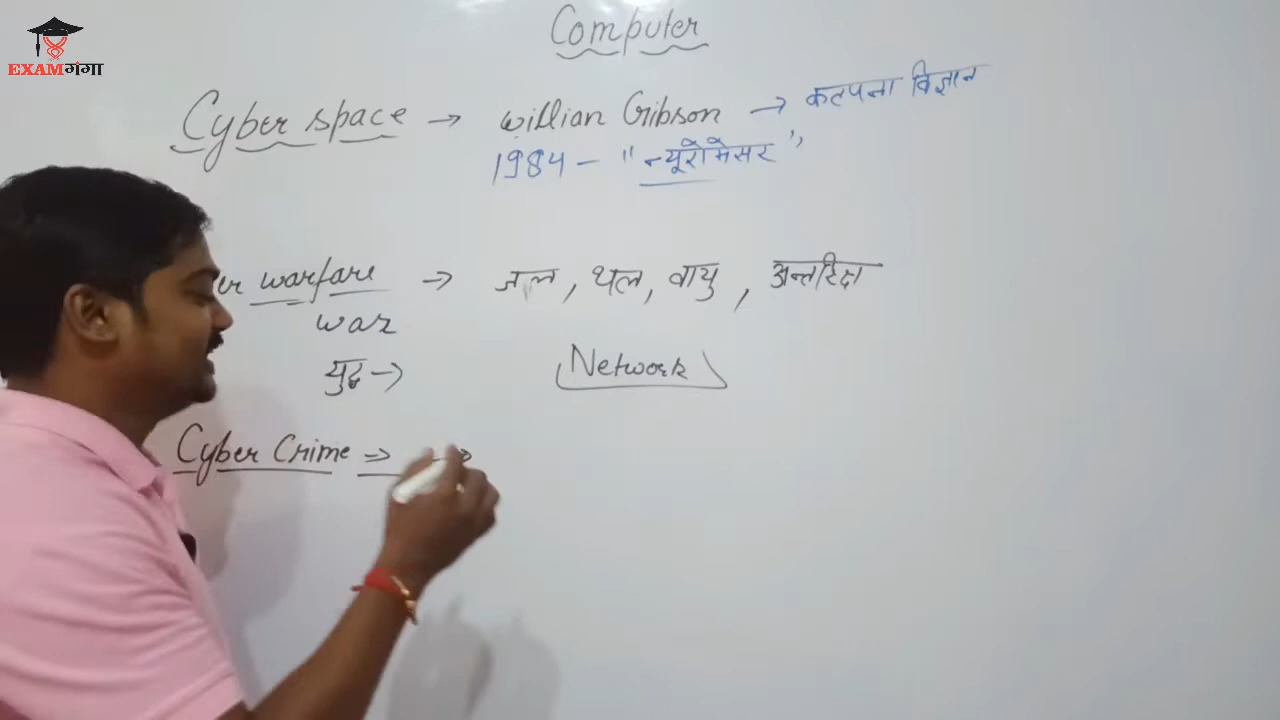 EXAMगंगा
Computer
Cyber space → willian Gibson → कल्पना विज्ञान
1984 - "न्यूरोमेंसर"
er warfare → जल, थल, वायु, अन्तरिक्ष
war
युद्ध →
Network
Cyber Crime →